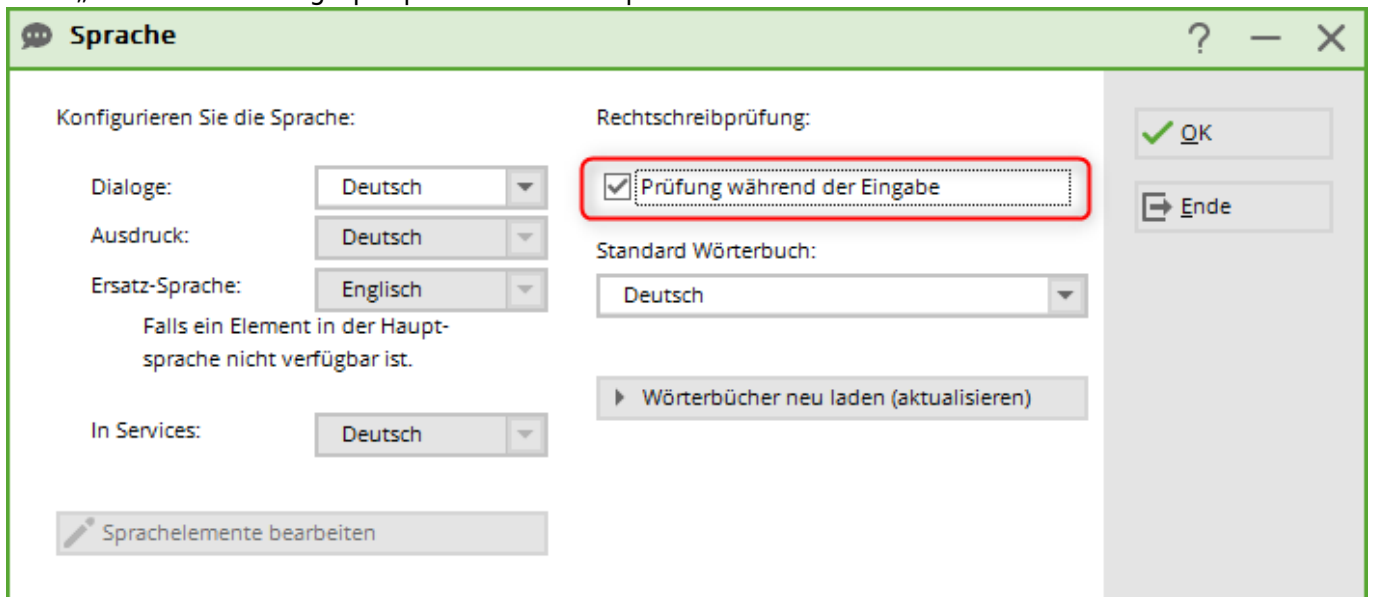 Sprache
Konfigurieren Sie die Sprache:
Dialoge: Deutsch
Ausdruck: Deutsch
Ersatz-Sprache: Englisch
Falls ein Element in der Haupt-
sprache nicht verfügbar ist.
In Services: Deutsch
Sprachelemente bearbeiten
Rechtschreibprüfung:
Prüfung während der Eingabe
Standard Wörterbuch:
Deutsch
Wörterbücher neu laden (aktualisieren)
OK
Ende